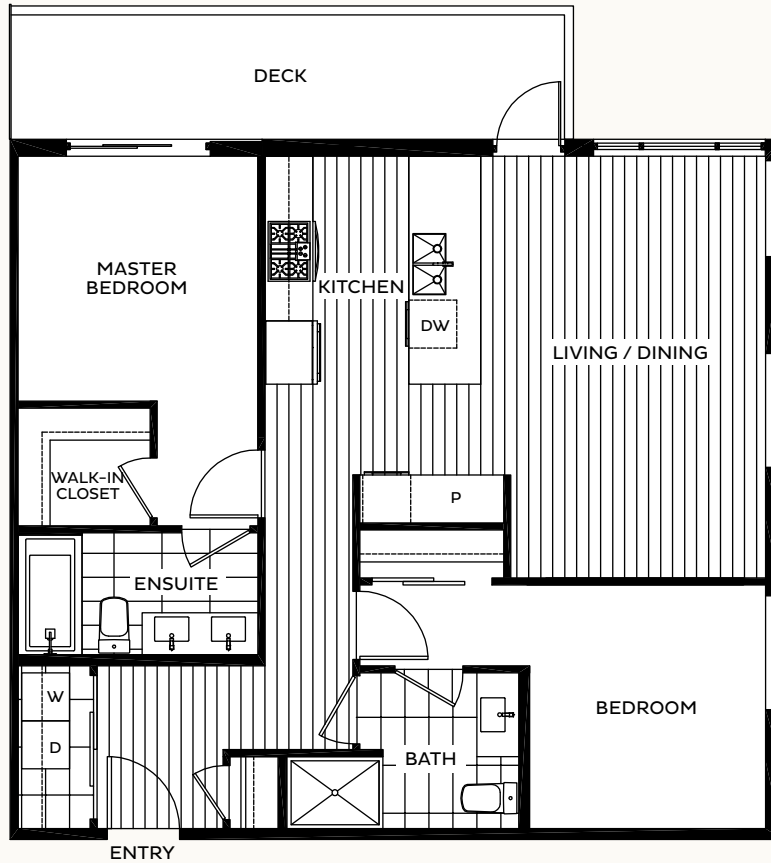 DECK
MASTER
BEDROOM
KITCHEN
DW
LIVING / DINING
WALK-IN
CLOSET
P
ENSUITE
W
D
BEDROOM
BATH
ENTRY